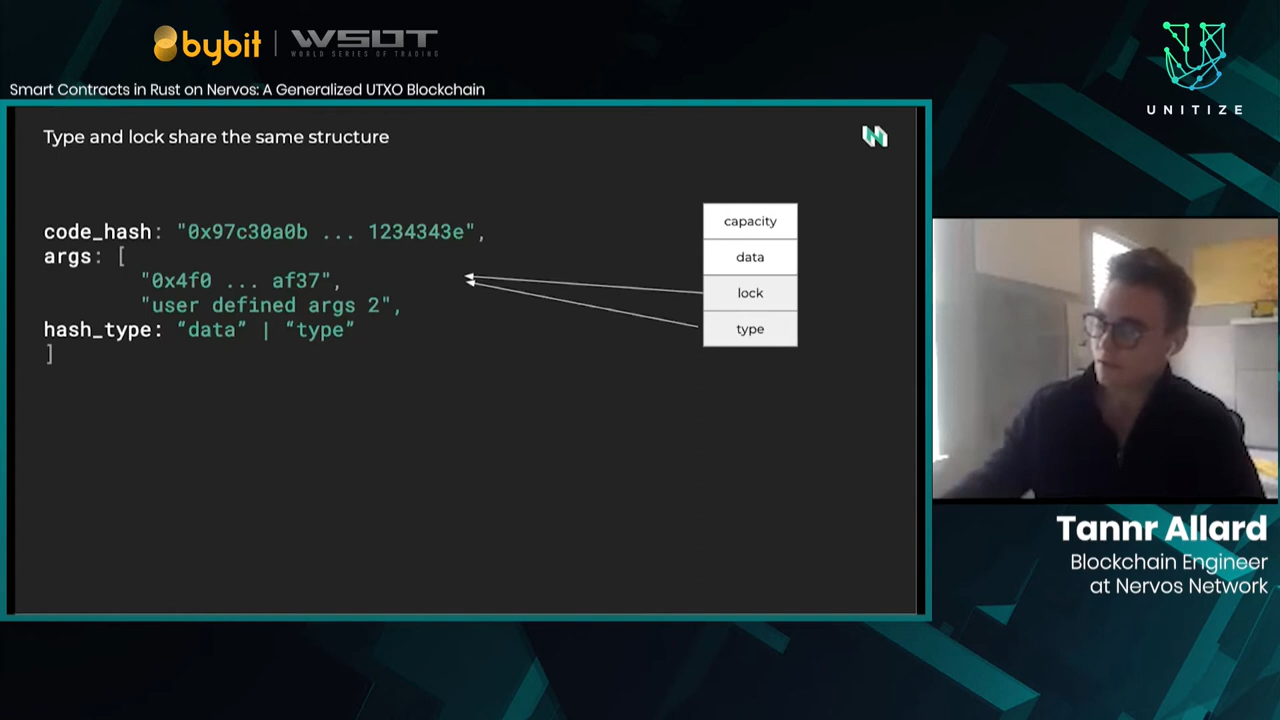 bybit | WSOT
WORLD SERIES OF TRADING
UNITIZE
Smart Contracts in Rust on Nervos: A Generalized UTXO Blockchain
Type and lock share the same structure
code_hash: "0x97c30a0b ... 1234343e",
args: [
"0x4f0 ... af37",
"user defined args 2",
hash_type: “data” | “type”
]
capacity
data
lock
type
Tannr Allard
Blockchain Engineer
at Nervos Network